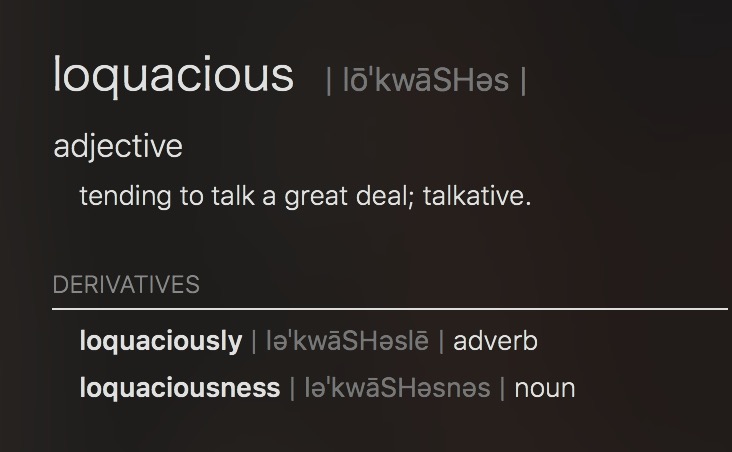 loquacious | lōˈkwāSHəs |
adjective
tending to talk a great deal; talkative.
DERIVATIVES
loquaciously | ləˈkwāSHəslē | adverb
loquaciousness | ləˈkwāSHəsnəs | noun